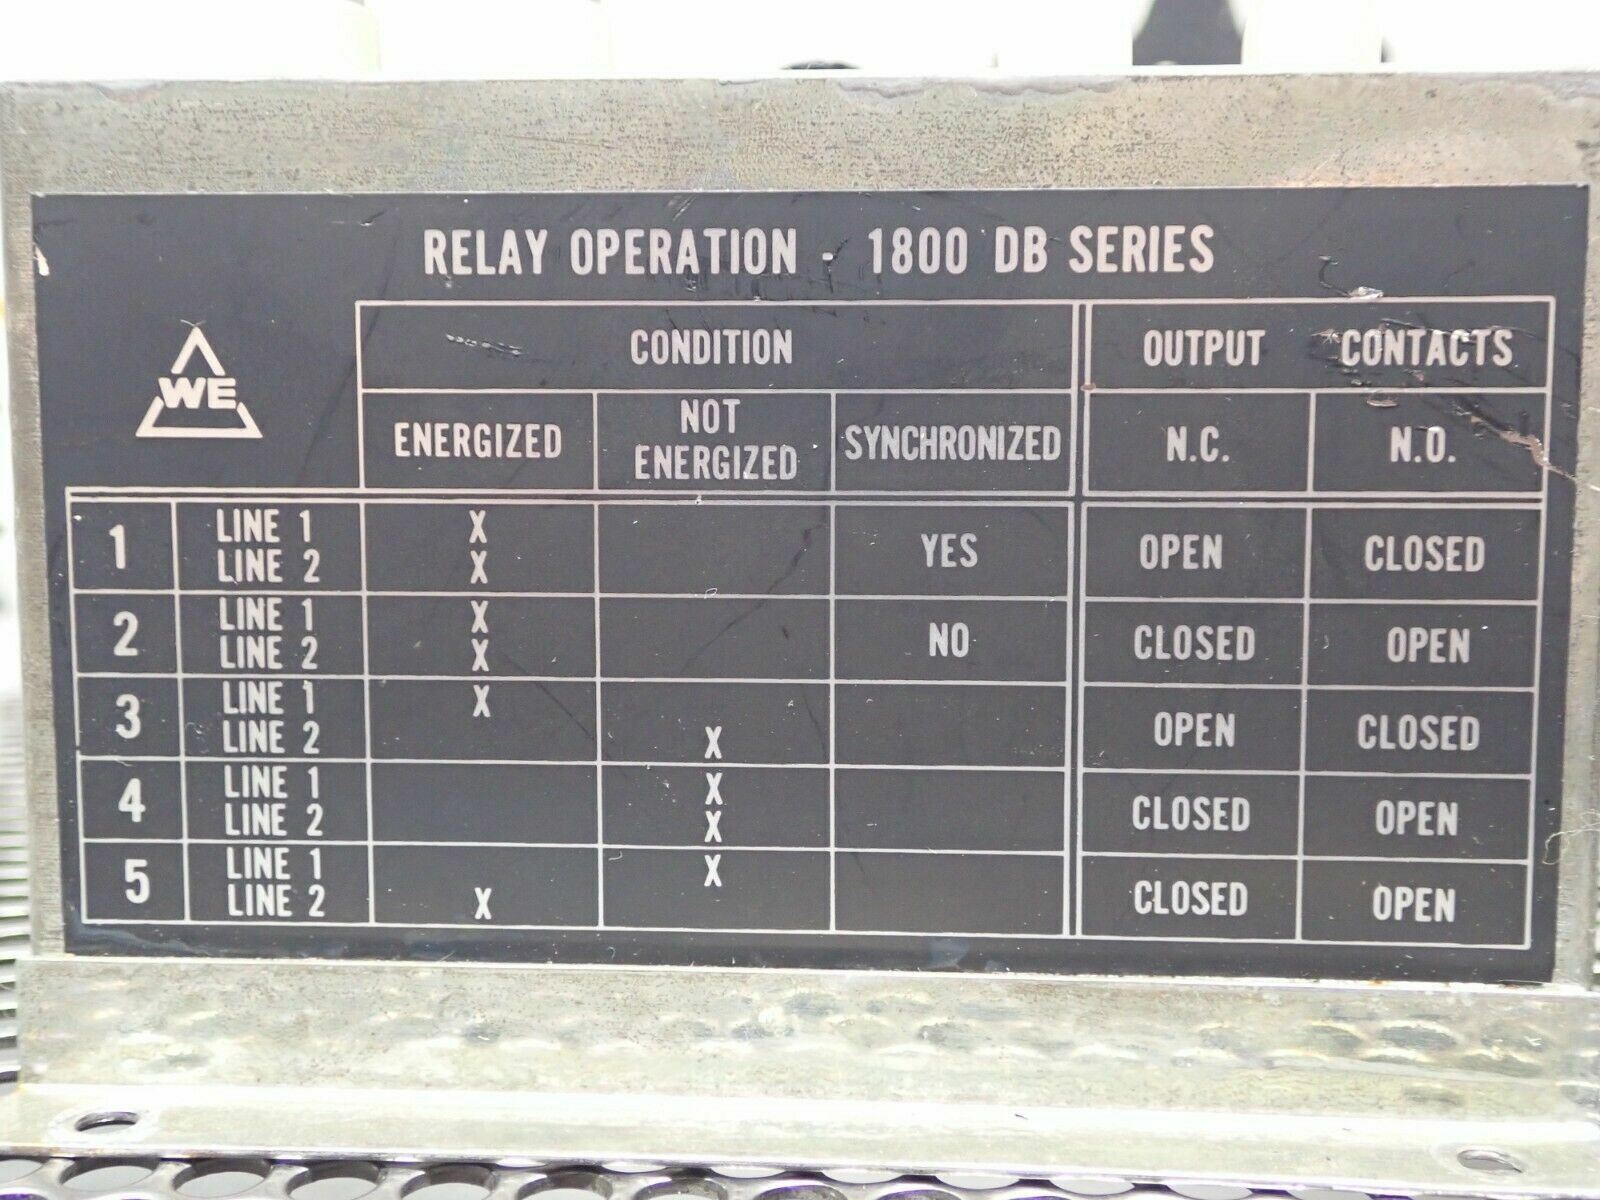 RELAY OPERATION - 1800 DB SERIES
WE
CONDITION OUTPUT CONTACTS
ENERGIZED NOT ENERGIZED SYNCHRONIZED N.C. N.O.
1 LINE 1 X YES OPEN CLOSED
LINE 2 X
2 LINE 1 X NO CLOSED OPEN
LINE 2 X
3 LINE 1 X OPEN CLOSED
LINE 2 X
4 LINE 1 X CLOSED OPEN
LINE 2 X
5 LINE 1 X CLOSED OPEN
LINE 2 X